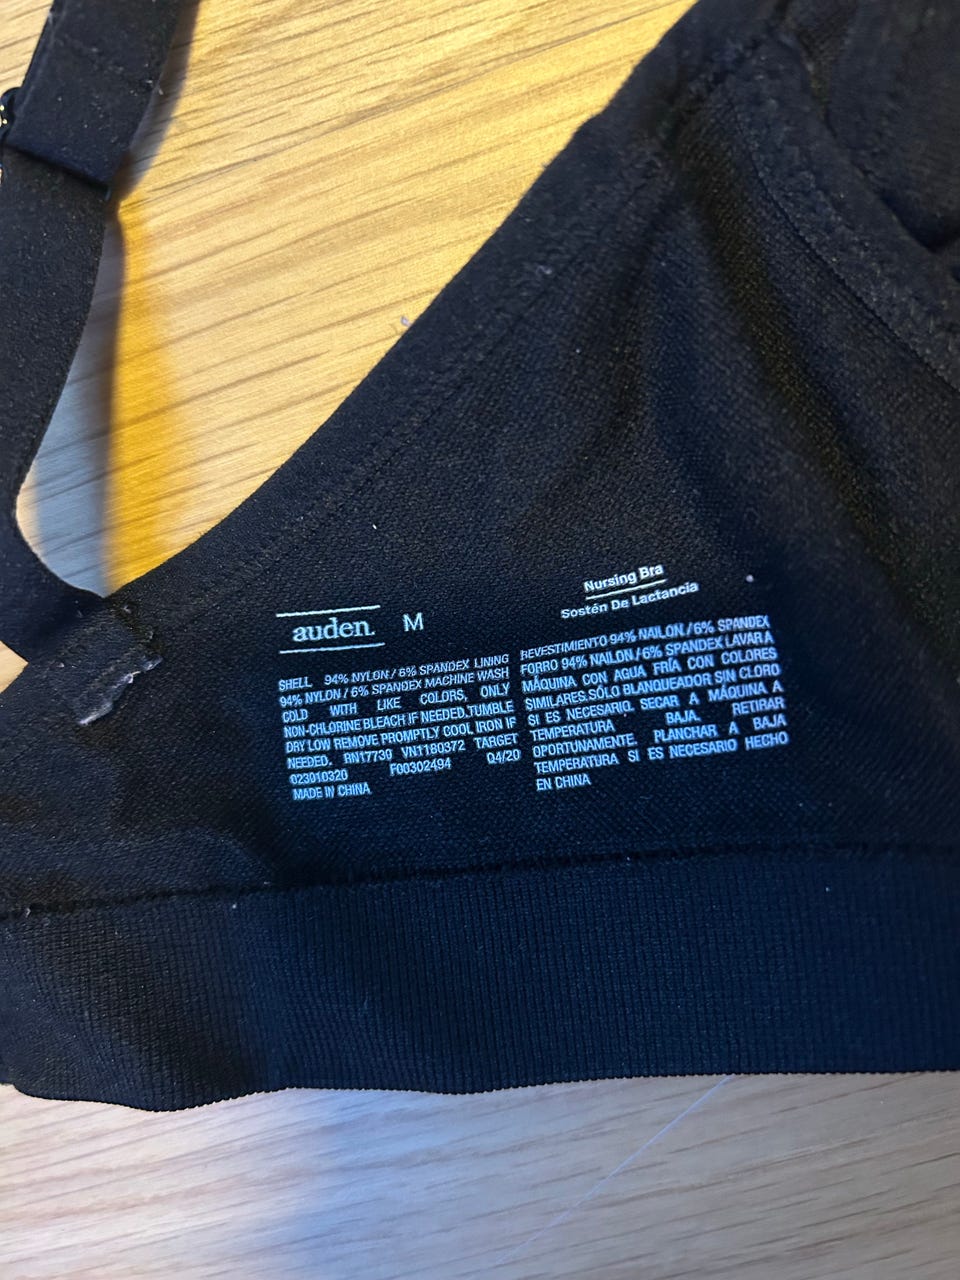 auden. M
SHELL 94% NYLON / 6% SPANDEX LINING
94% NYLON / 6% SPANDEX MACHINE WASH
COLD WITH LIKE COLORS, ONLY
NON-CHLORINE BLEACH IF NEEDED.TUMBLE
DRY LOW REMOVE PROMPTLY COOL IRON IF
NEEDED. RN17730 VN1180372 TARGET
023010320 F00302494 Q4/20
MADE IN CHINA
Nursing Bra
Sostén De Lactancia
REVESTIMIENTO 94% NAILON / 6% SPANDEX
FORRO 94% NAILON / 6% SPANDEX LAVAR A
MÁQUINA CON AGUA FRÍA CON COLORES
SIMILARES.SÓLO BLANQUEADOR SIN CLORO
SI ES NECESARIO. SECAR A MÁQUINA A
TEMPERATURA BAJA. RETIRAR
OPORTUNAMENTE. PLANCHAR A BAJA
TEMPERATURA SI ES NECESARIO HECHO
EN CHINA